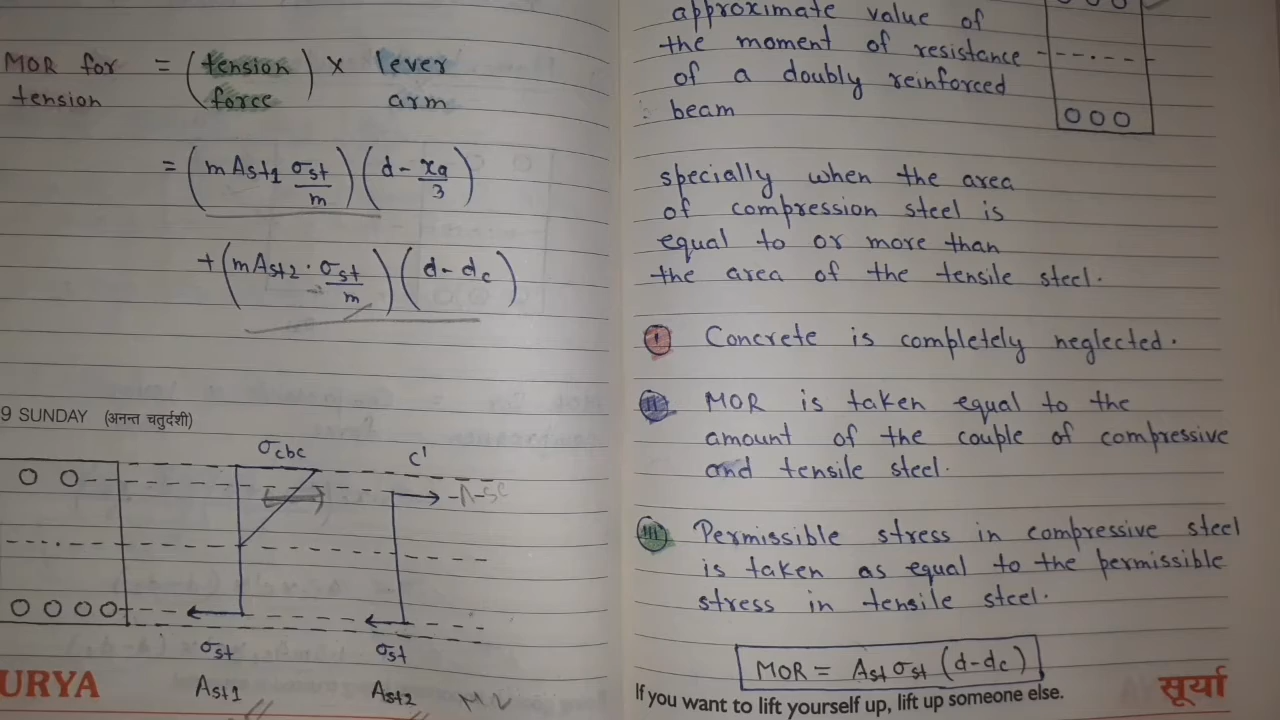 MOR for = (tension force) × lever arm
tension
= (mAst1 σst/m) (d - xa/3)
+ (mAst2 · σst/m) (d - dc)
9 SUNDAY (अनन्त चतुर्दशी)
σcbc C'
σst σst
Ast1 Ast2
URYA
approximate value of
the moment of resistance
of a doubly reinforced
beam
specially when the area
of compression steel is
equal to or more than
the area of the tensile steel.
I Concrete is completely neglected.
II MOR is taken equal to the
amount of the couple of compressive
and tensile steel.
III Permissible stress in compressive steel
is taken as equal to the permissible
stress in tensile steel.
MOR = Ast σst (d-dc)
If you want to lift yourself up, lift up someone else.
सूर्या